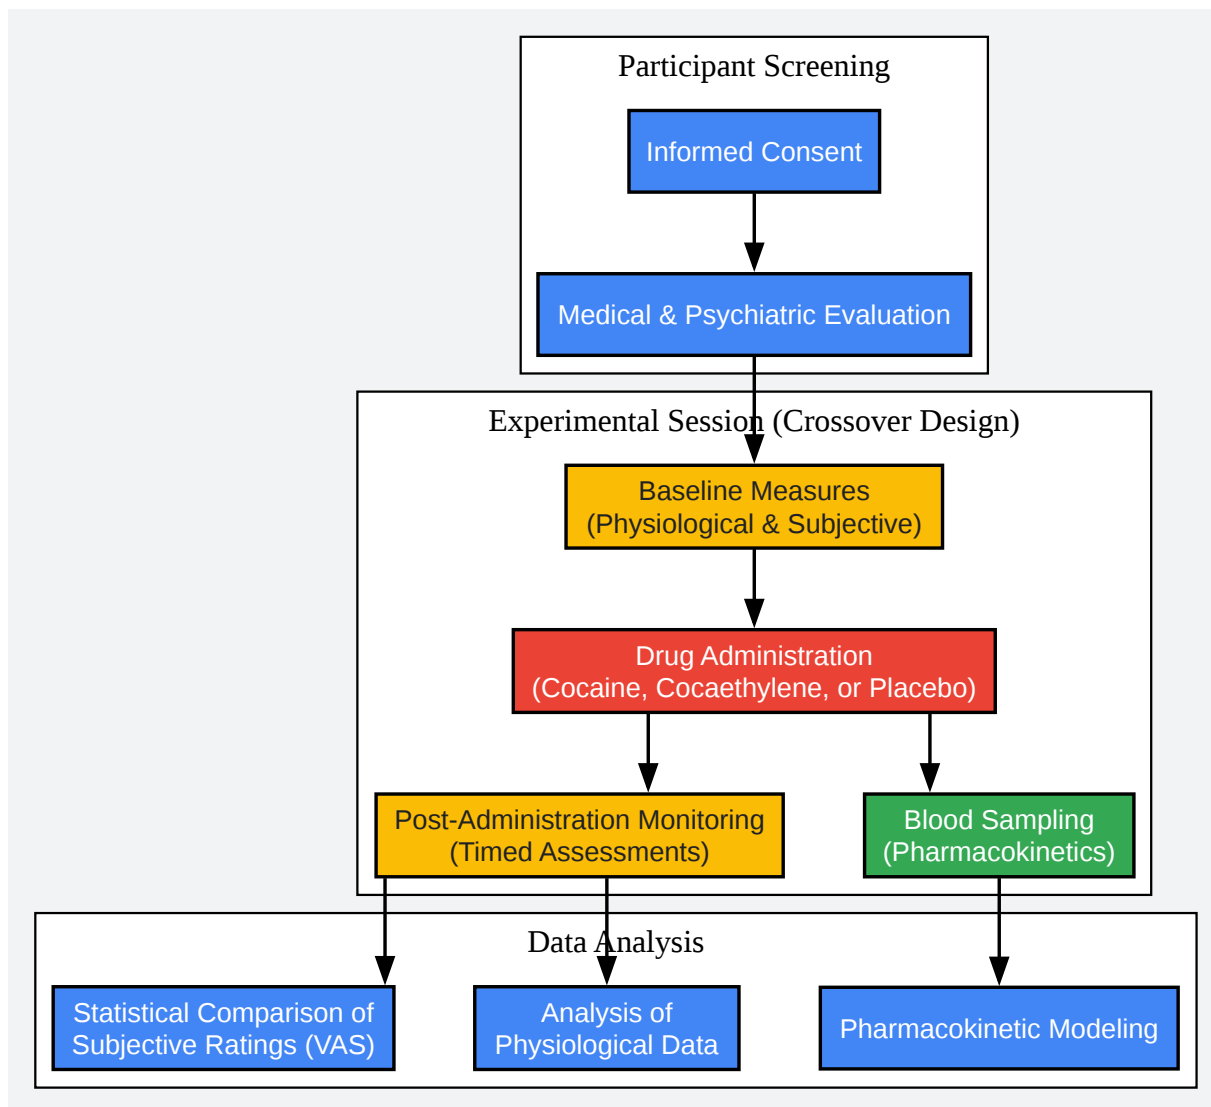 Participant Screening
Informed Consent
Medical & Psychiatric Evaluation
Experimental Session (Crossover Design)
Baseline Measures
(Physiological & Subjective)
Drug Administration
(Cocaine, Cocaethylene, or Placebo)
Post-Administration Monitoring
(Timed Assessments)
Blood Sampling
(Pharmacokinetics)
Data Analysis
Statistical Comparison of
Subjective Ratings (VAS)
Analysis of
Physiological Data
Pharmacokinetic Modeling